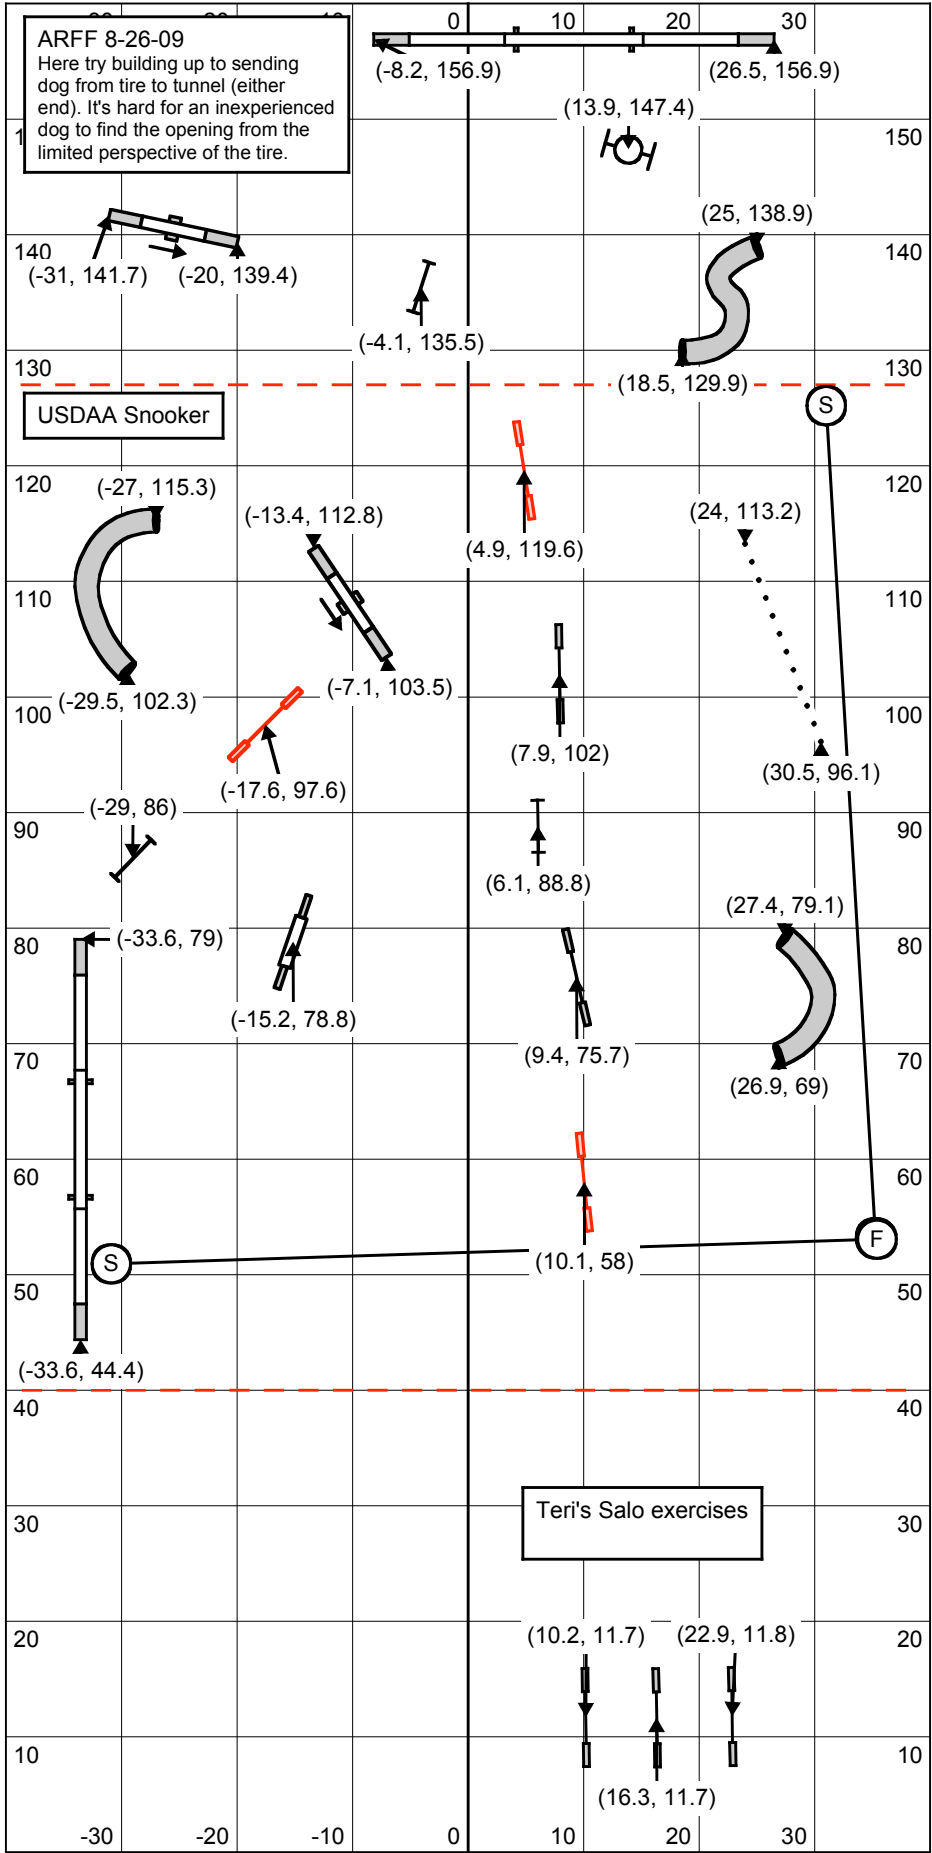 0 10 20 30
ARFF 8-26-09
Here try building up to sending
dog from tire to tunnel (either
end). It's hard for an inexperienced
dog to find the opening from the
limited perspective of the tire.
(-8.2, 156.9) (26.5, 156.9)
(13.9, 147.4)
150
(25, 138.9)
140 140
(-31, 141.7) (-20, 139.4)
(-4.1, 135.5)
130 130
(18.5, 129.9)
USDAA Snooker
S
120 120
(-27, 115.3)
(-13.4, 112.8)
(24, 113.2)
(4.9, 119.6)
110 110
(-29.5, 102.3) (-7.1, 103.5)
100 100
(7.9, 102)
(30.5, 96.1)
(-17.6, 97.6)
(-29, 86)
90 90
(6.1, 88.8)
(27.4, 79.1)
80 80
(-33.6, 79)
(-15.2, 78.8)
70 70
(9.4, 75.7)
(26.9, 69)
60 60
F
S
(10.1, 58)
50 50
(-33.6, 44.4)
40 40
30 30
Teri's Salo exercises
20 20
(10.2, 11.7) (22.9, 11.8)
10 10
(16.3, 11.7)
-30 -20 -10 0 10 20 30